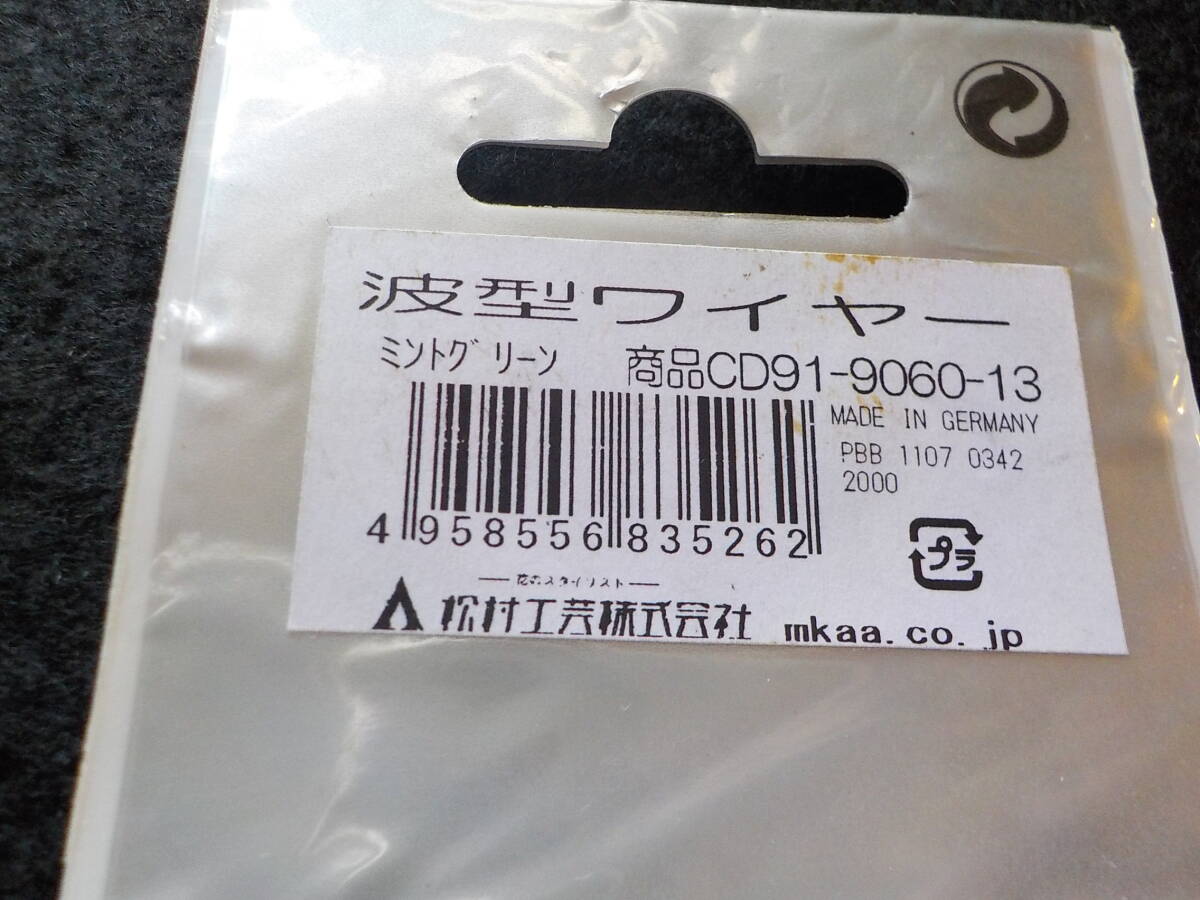 波型ワイヤー
ﾐﾝﾄｸﾞﾘｰﾝ 商品CD91-9060-13
MADE IN GERMANY
PBB 1107 0342
2000
4 958556 835262
プラ
花のスタイリスト
松村工芸株式会社 mkaa.co.jp